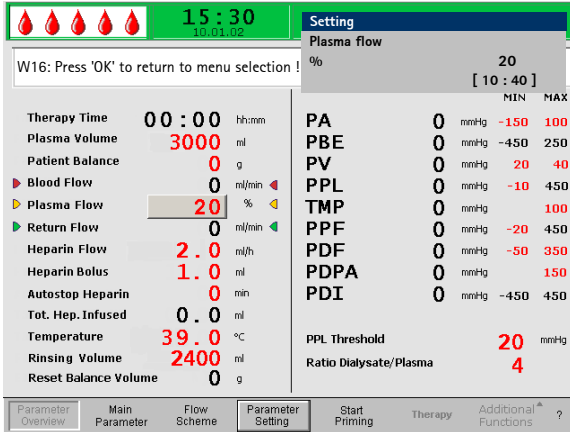 15:30
10.01.02
Setting
Plasma flow
% 20
[ 10 : 40 ]
W16: Press 'OK' to return to menu selection !
MIN MAX
Therapy Time 00:00 hh:mm
Plasma Volume 3000 ml
Patient Balance 0 g
Blood Flow 0 ml/min
Plasma Flow 20 %
Return Flow 0 ml/min
Heparin Flow 2.0 ml/h
Heparin Bolus 1.0 ml
Autostop Heparin 0 min
Tot. Hep. Infused 0.0 ml
Temperature 39.0 °C
Rinsing Volume 2400 ml
Reset Balance Volume 0 g
PA 0 mmHg -150 100
PBE 0 mmHg -450 250
PV 0 mmHg 20 40
PPL 0 mmHg -10 450
TMP 0 mmHg 100
PPF 0 mmHg -20 450
PDF 0 mmHg -50 350
PDPA 0 mmHg 150
PDI 0 mmHg -450 450
PPL Threshold 20 mmHg
Ratio Dialysate/Plasma 4
Parameter Overview
Main Parameter
Flow Scheme
Parameter Setting
Start Priming
Therapy
Additional Functions
?